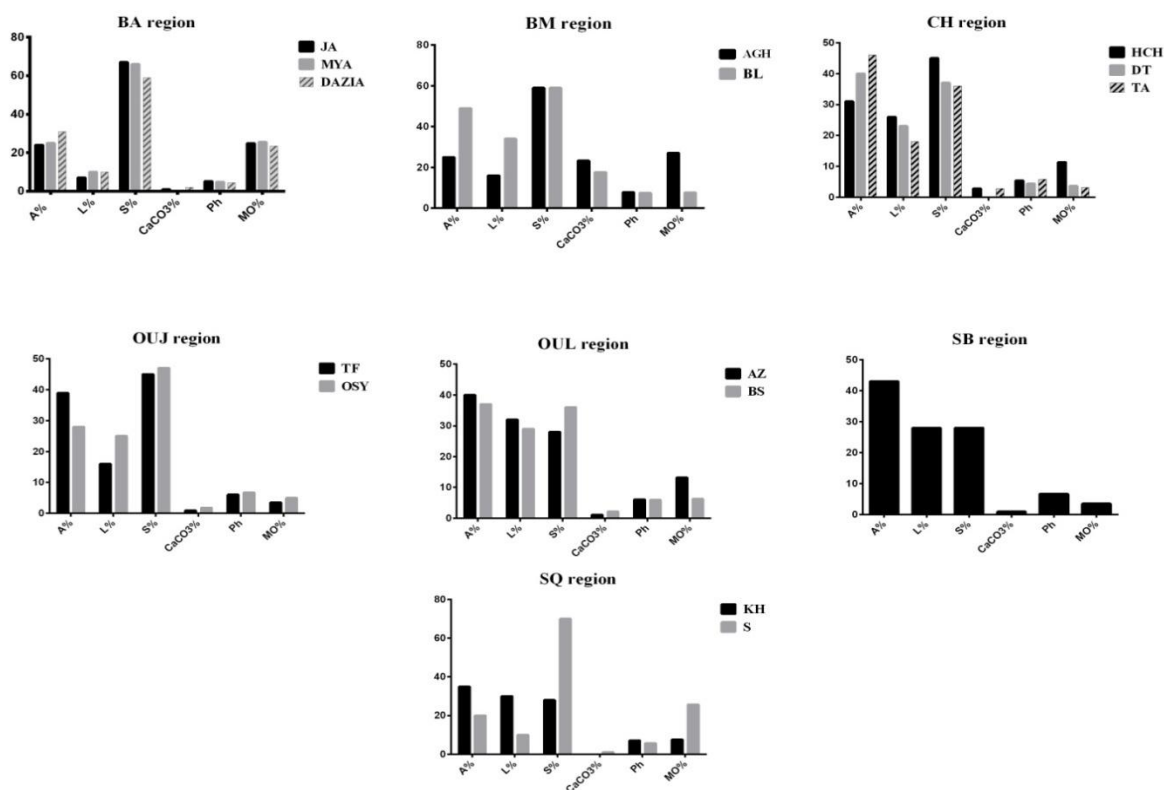 BA region
JA
MYA
DAZIA
80
60
40
20
0
A%
L%
S%
CaCO3%
Ph
MO%
BM region
AGH
BL
80
60
40
20
0
A%
L%
S%
CaCO3%
Ph
MO%
CH region
HCH
DT
TA
50
40
30
20
10
0
A%
L%
S%
CaCO3%
Ph
MO%
OUJ region
TF
OSY
50
40
30
20
10
0
A%
L%
S%
CaCO3%
Ph
MO%
OUL region
AZ
BS
50
40
30
20
10
0
A%
L%
S%
CaCO3%
Ph
MO%
SB region
50
40
30
20
10
0
A%
L%
S%
CaCO3%
Ph
MO%
SQ region
KH
S
80
60
40
20
0
A%
L%
S%
CaCO3%
Ph
MO%